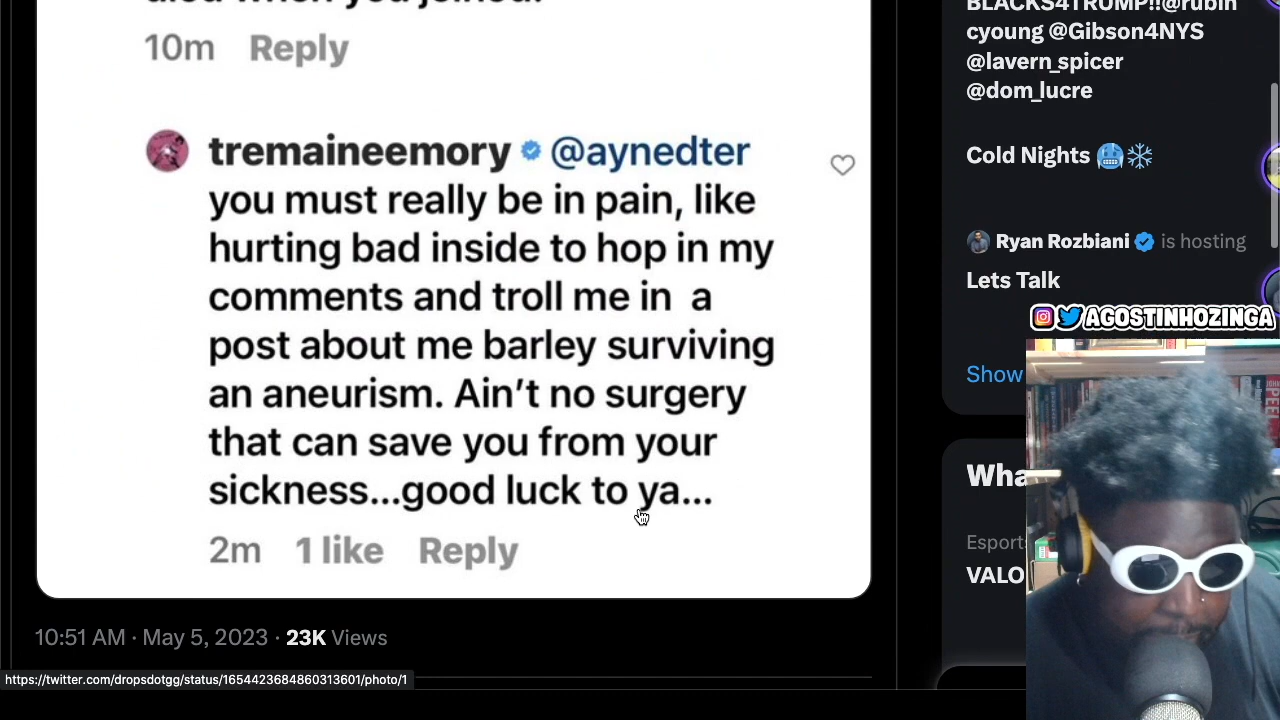 died when you joined.
10m Reply
tremaineemory @aynedter
you must really be in pain, like
hurting bad inside to hop in my
comments and troll me in a
post about me barley surviving
an aneurism. Ain't no surgery
that can save you from your
sickness...good luck to ya...
2m 1 like Reply
10:51 AM · May 5, 2023 · 23K Views
https://twitter.com/dropsdotgg/status/1654423684860313601/photo/1
BLACKS4TRUMP!!@rubin
cyoung @Gibson4NYS
@lavern_spicer
@dom_lucre
Cold Nights
Ryan Rozbiani is hosting
Lets Talk
AGOSTINHOZINGA
Show
Wha
Esport
VALO